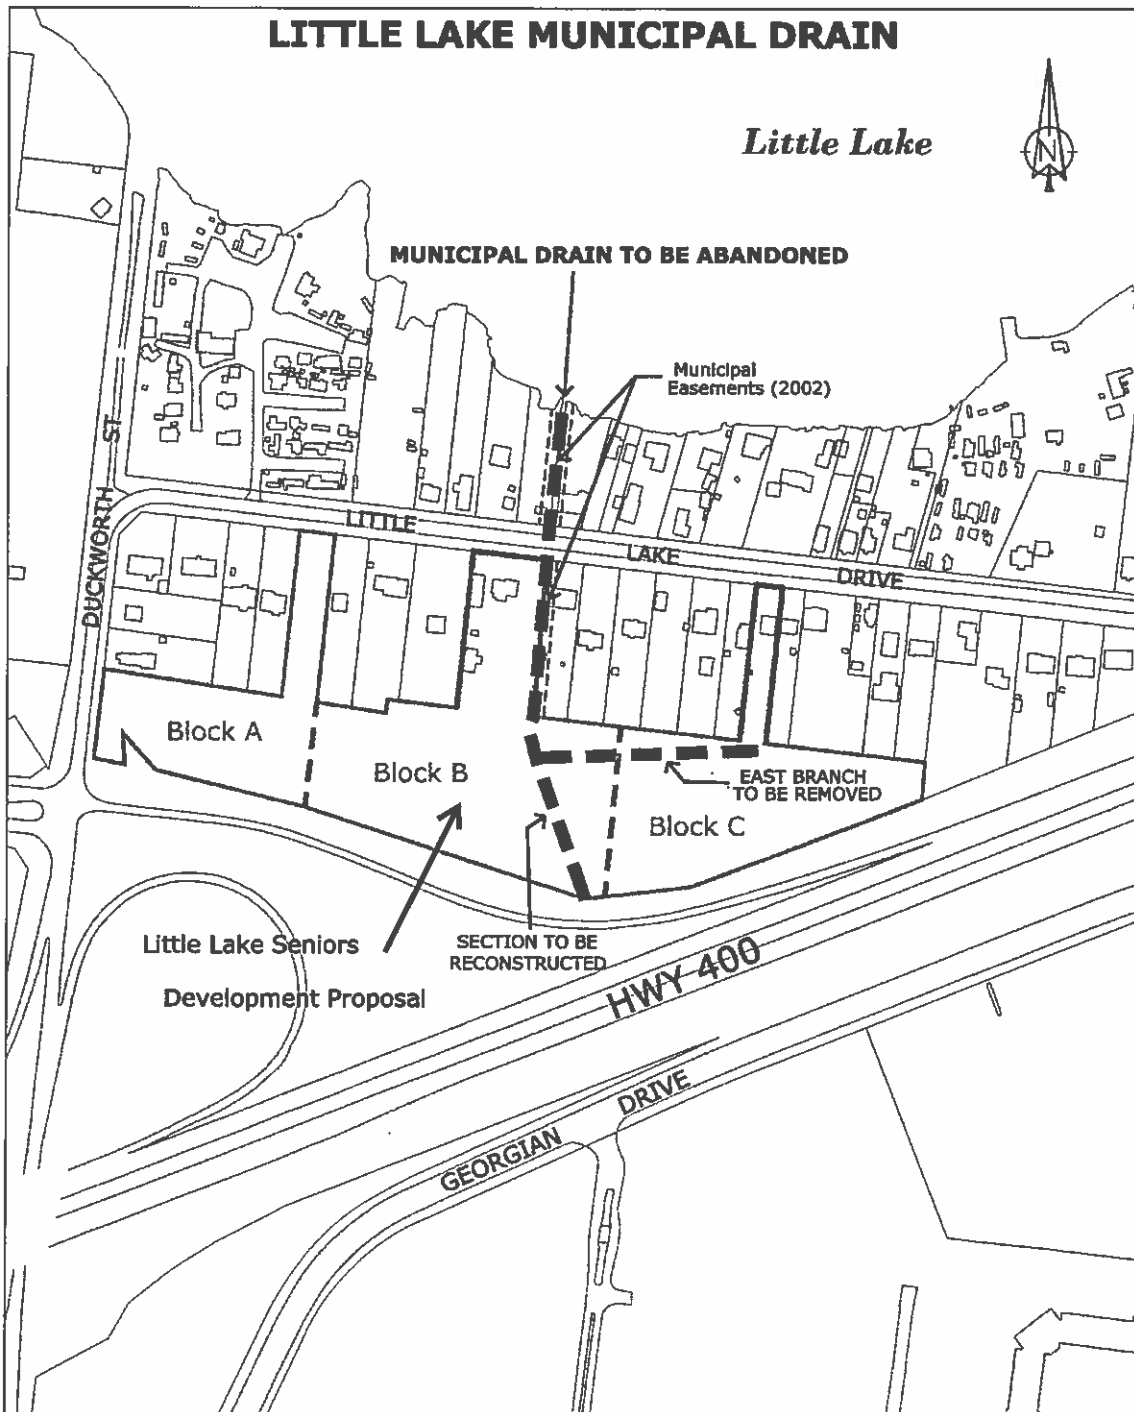 LITTLE LAKE MUNICIPAL DRAIN
Little Lake
N
MUNICIPAL DRAIN TO BE ABANDONED
Municipal
Easements (2002)
DUCKWORTH ST
LITTLE LAKE DRIVE
Block A
Block B
EAST BRANCH
TO BE REMOVED
Block C
Little Lake Seniors
Development Proposal
SECTION TO BE
RECONSTRUCTED
HWY 400
GEORGIAN DRIVE